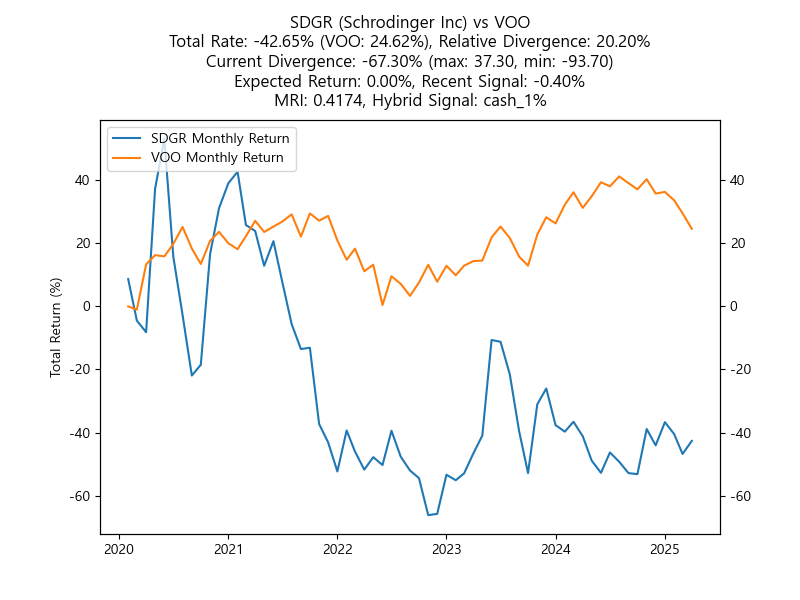 SDGR (Schrodinger Inc) vs VOO
Total Rate: -42.65% (VOO: 24.62%), Relative Divergence: 20.20%
Current Divergence: -67.30% (max: 37.30, min: -93.70)
Expected Return: 0.00%, Recent Signal: -0.40%
MRI: 0.4174, Hybrid Signal: cash_1%
SDGR Monthly Return
VOO Monthly Return
Total Return (%)
40
20
0
-20
-40
-60
40
20
0
-20
-40
-60
2020
2021
2022
2023
2024
2025